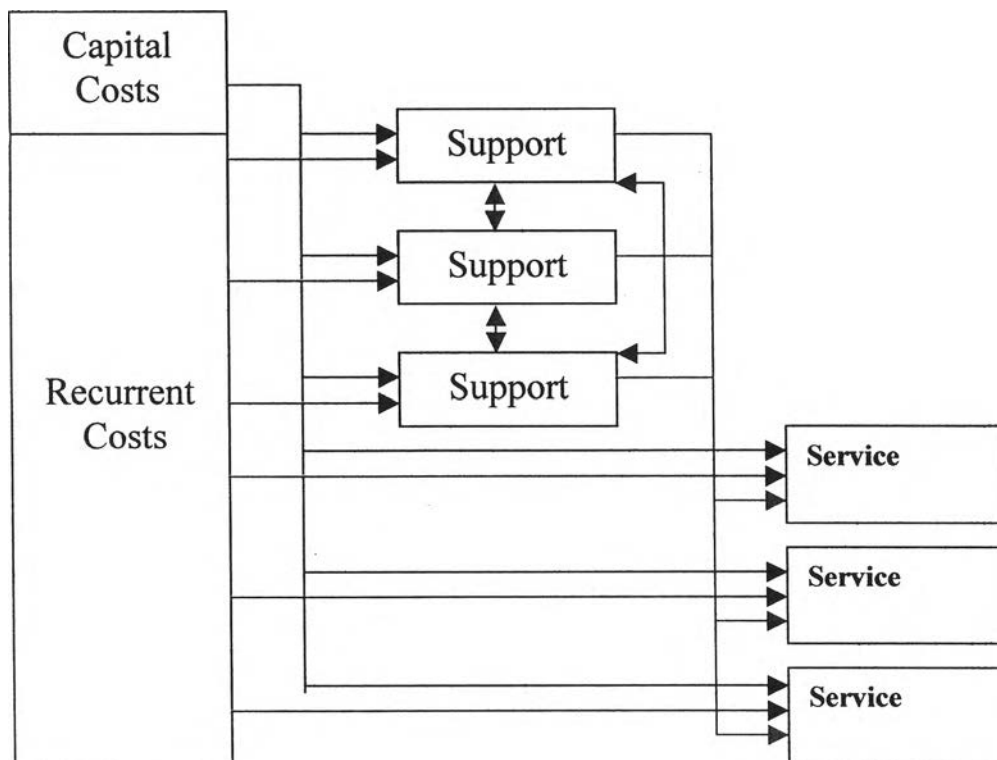 Capital
Costs
Support
Support
Support
Recurrent
Costs
Service
Service
Service